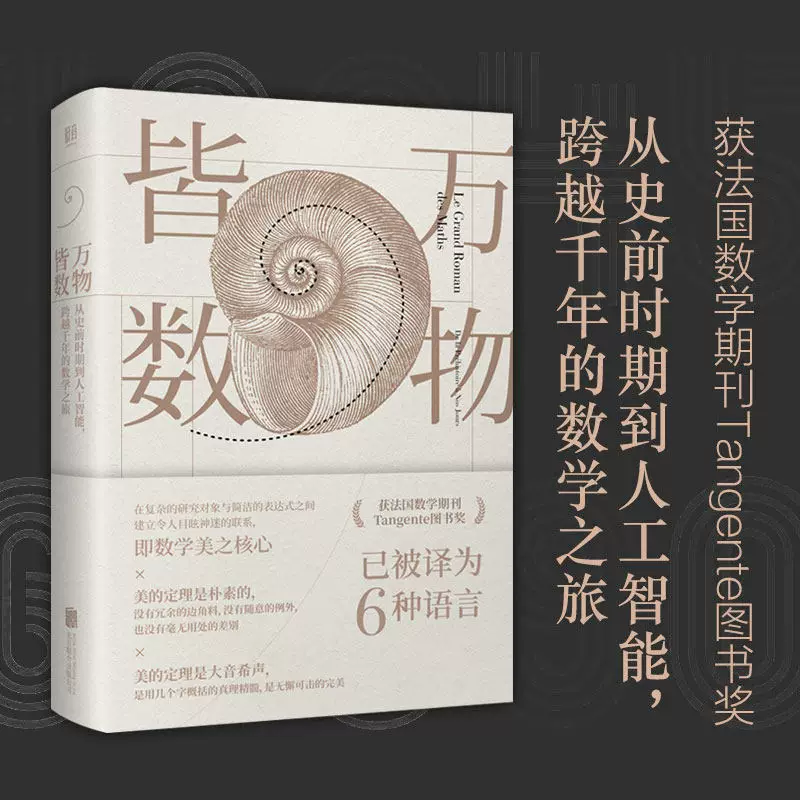 获法国数学期刊Tangente图书奖
从史前时期到人工智能，
跨越千年的数学之旅
万物
皆数
Le Grand Roman
des Maths
De la Préhistoire à Nos Jours
万物
皆数
从史前时期到人工智能，
跨越千年的数学之旅
在复杂的研究对象与简洁的表达式之间
建立令人目眩神迷的联系，
即数学美之核心
×
美的定理是朴素的，
没有冗余的边角料，没有随意的例外，
也没有毫无用处的差别
×
美的定理是大音希声，
是用几个字概括的真理精髓，是无懈可击的完美
获法国数学期刊
Tangente图书奖
已被译为
6种语言